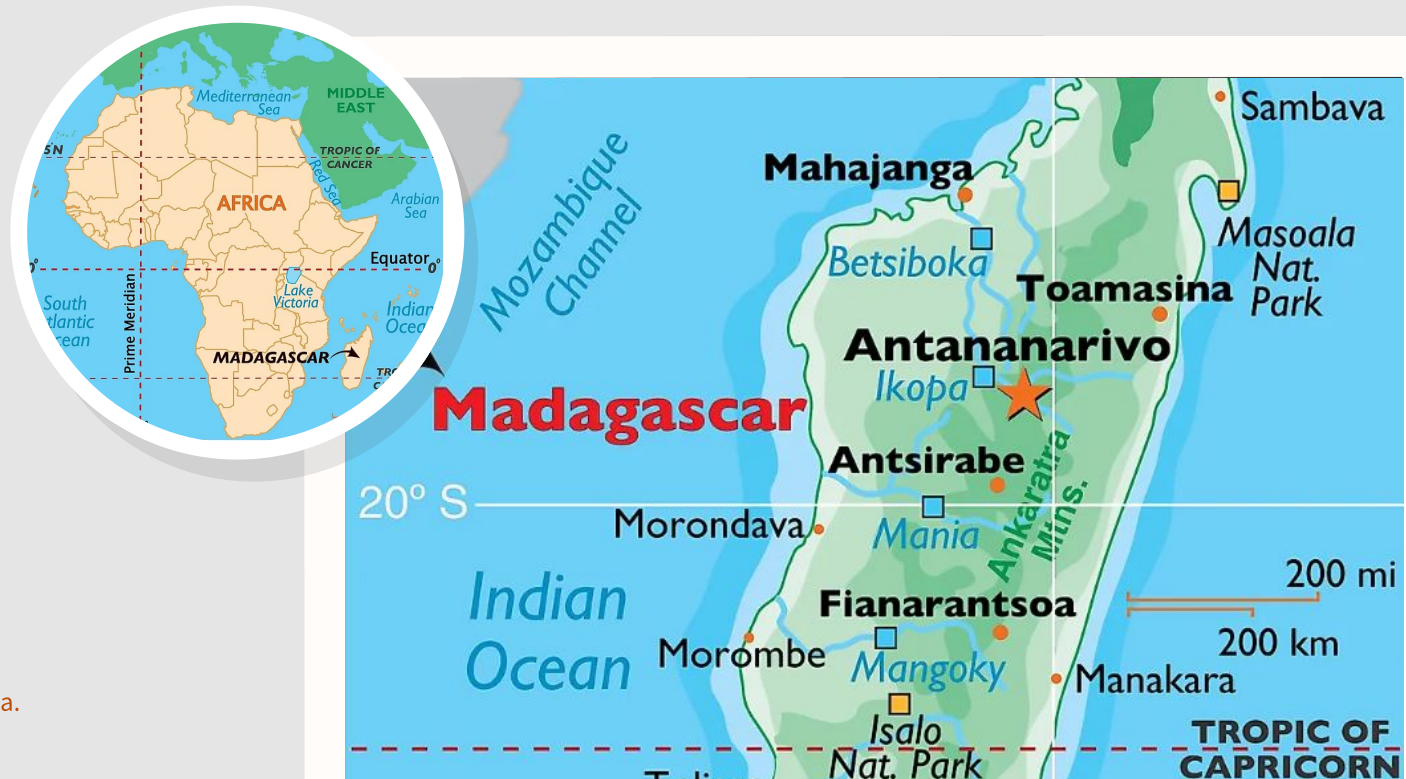 Mediterranean
Sea
MIDDLE
EAST
TROPIC OF
CANCER
Red Sea
AFRICA
Arabian
Sea
Equator
0°
South
Lake
Victoria
Indian
Prime Meridian
MADAGASCAR
Mozambique
Channel
Sambava
Mahajanga
Masoala
Nat.
Park
Betsiboka
Toamasina
Antananarivo
Ikopa
Madagascar
Antsirabe
Ankaratra
Mtns.
20° S
Morondava
Mania
Indian
Ocean
200 mi
200 km
Fianarantsoa
Morombe
Mangoky
Manakara
a.
Isalo
Nat. Park
TROPIC OF
CAPRICORN